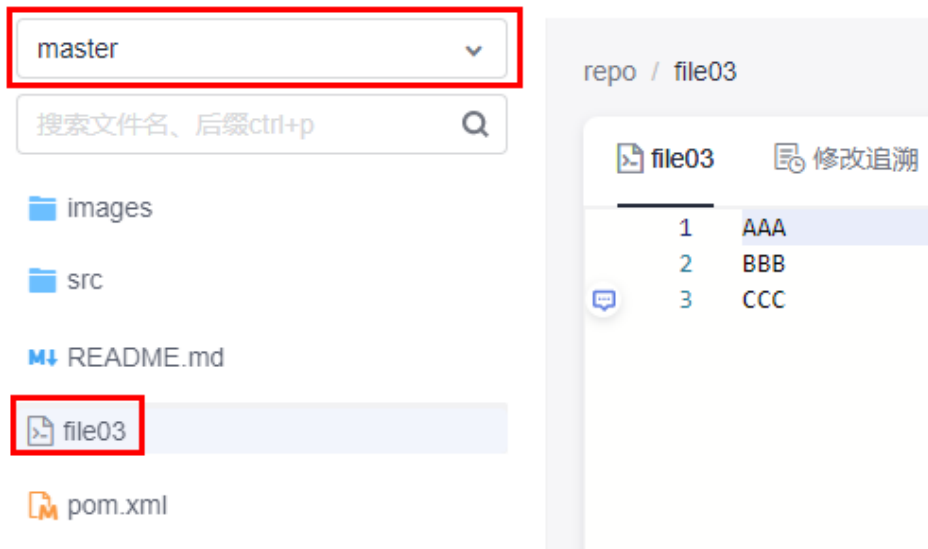 master
搜索文件名、后缀ctrl+p
images
src
M↓ README.md
file03
pom.xml
repo / file03
file03 修改追溯
1 AAA
2 BBB
3 CCC